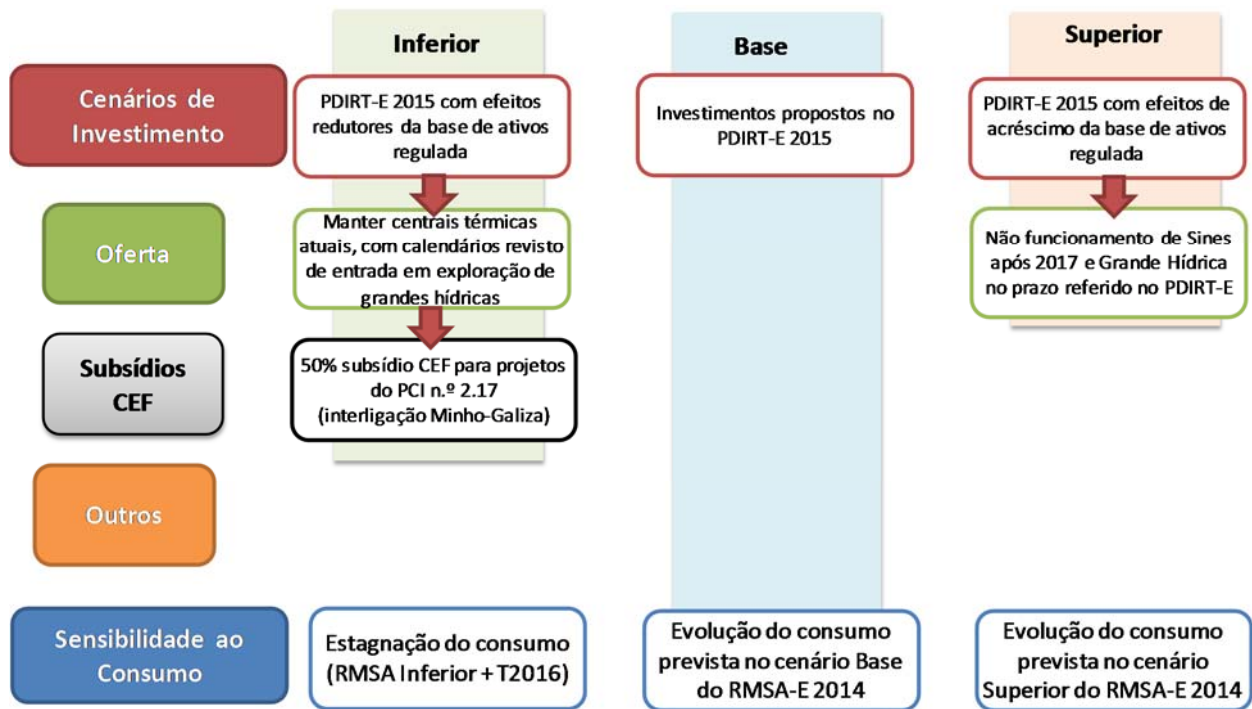 Inferior
Base
Superior
Cenários de
Investimento
PDIRT-E 2015 com efeitos
redutores da base de ativos
regulada
Investimentos propostos no
PDIRT-E 2015
PDIRT-E 2015 com efeitos de
acréscimo da base de ativos
regulada
Oferta
Manter centrais térmicas
atuais, com calendários revisto
de entrada em exploração de
grandes hídricas
Não funcionamento de Sines
após 2017 e Grande Hídrica
no prazo referido no PDIRT-E
Subsídios
CEF
50% subsídio CEF para projetos
do PCI n.º 2.17
(interligação Minho-Galiza)
Outros
Sensibilidade ao
Consumo
Estagnação do consumo
(RMSA Inferior + T2016)
Evolução do consumo
prevista no cenário Base
do RMSA-E 2014
Evolução do consumo
prevista no cenário
Superior do RMSA-E 2014